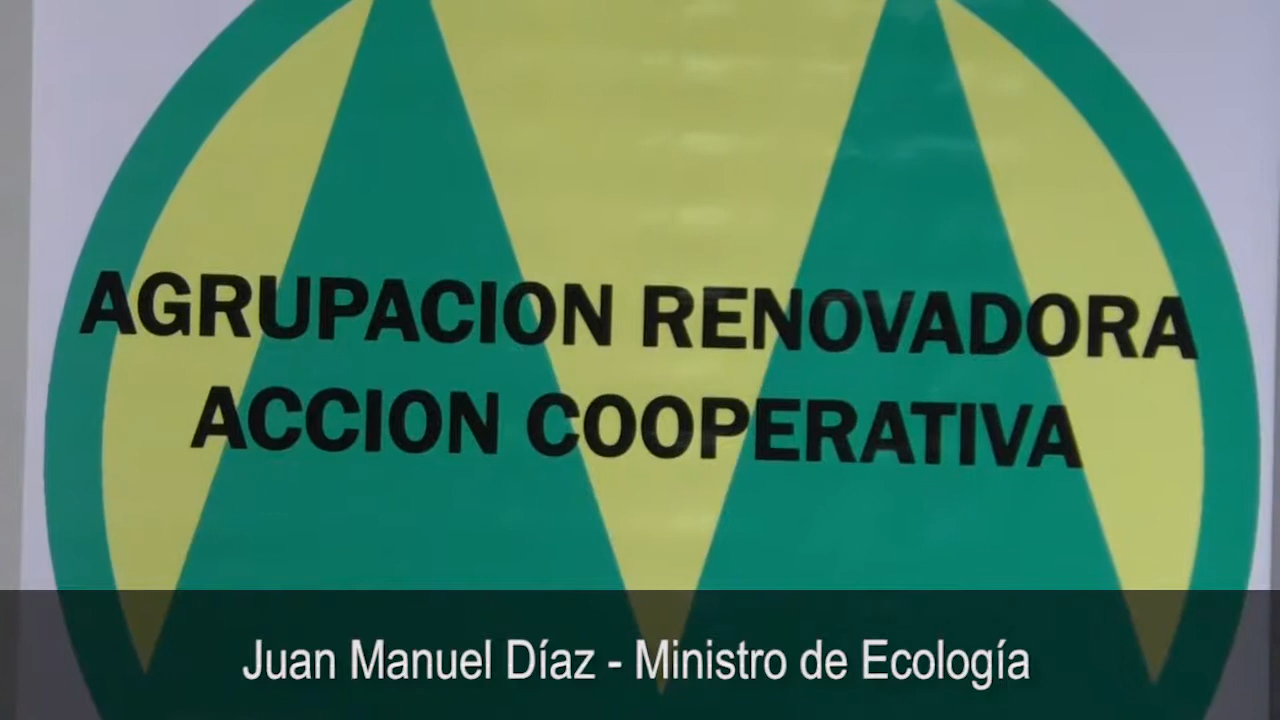 AGRUPACION RENOVADORA
ACCION COOPERATIVA
Juan Manuel Díaz - Ministro de Ecología